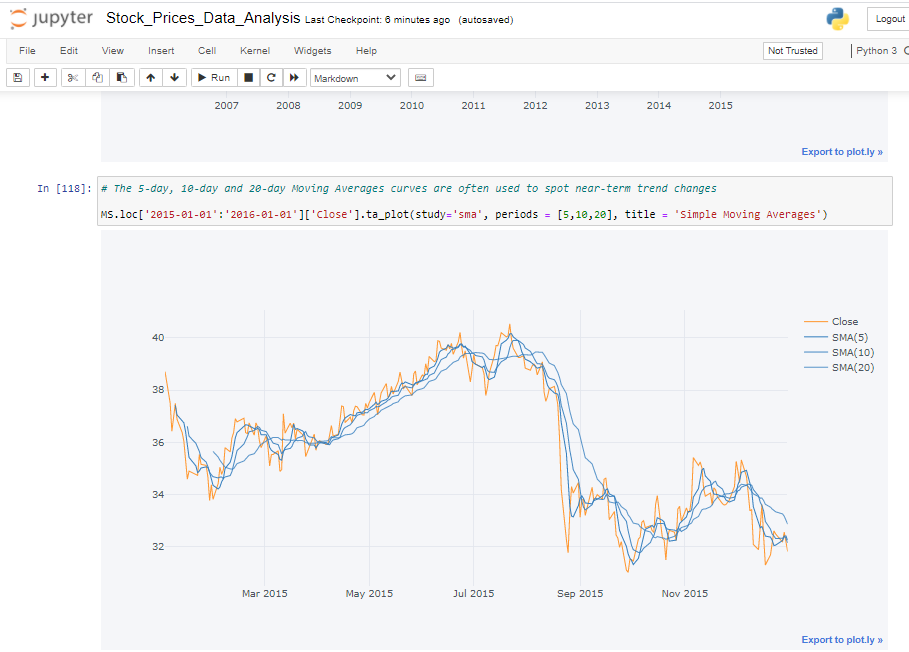 jupyter Stock_Prices_Data_Analysis Last Checkpoint: 6 minutes ago (autosaved) Logout
File Edit View Insert Cell Kernel Widgets Help Not Trusted Python 3
Run Markdown
2007 2008 2009 2010 2011 2012 2013 2014 2015
Export to plot.ly »
In [118]: # The 5-day, 10-day and 20-day Moving Averages curves are often used to spot near-term trend changes
MS.loc['2015-01-01':'2016-01-01']['Close'].ta_plot(study='sma', periods = [5,10,20], title = 'Simple Moving Averages')
Close
40 SMA(5)
SMA(10)
SMA(20)
38
36
34
32
Mar 2015 May 2015 Jul 2015 Sep 2015 Nov 2015
Export to plot.ly »